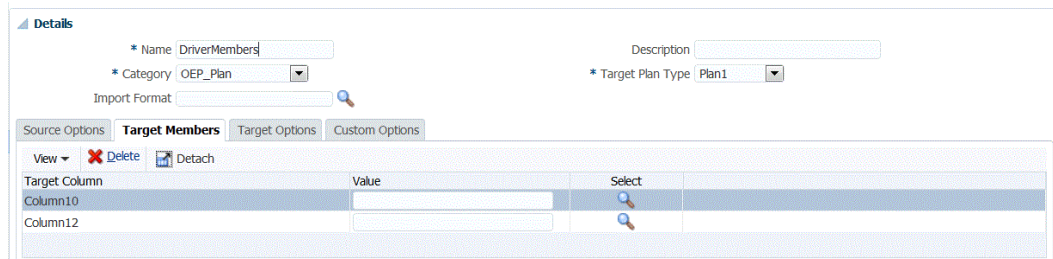 Details
* Name DriverMembers Description
* Category OEP_Plan * Target Plan Type Plan1
Import Format
Source Options Target Members Target Options Custom Options
View Delete Detach
Target Column Value Select
Column10
Column12